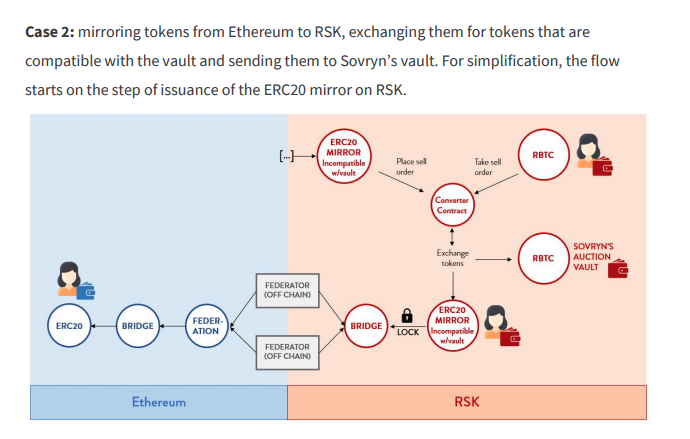 Case 2: mirroring tokens from Ethereum to RSK, exchanging them for tokens that are
compatible with the vault and sending them to Sovryn’s vault. For simplification, the flow
starts on the step of issuance of the ERC20 mirror on RSK.
[...]
ERC20
MIRROR
Incompatible
w/vault
Place sell
order
Take sell
order
RBTC
Converter
Contract
Exchange
tokens
RBTC
SOVRYN'S
AUCTION
VAULT
ERC20
BRIDGE
FEDER-
ATION
FEDERATOR
(OFF CHAIN)
FEDERATOR
(OFF CHAIN)
BRIDGE
LOCK
ERC20
MIRROR
Incompatible
w/vault
Ethereum
RSK